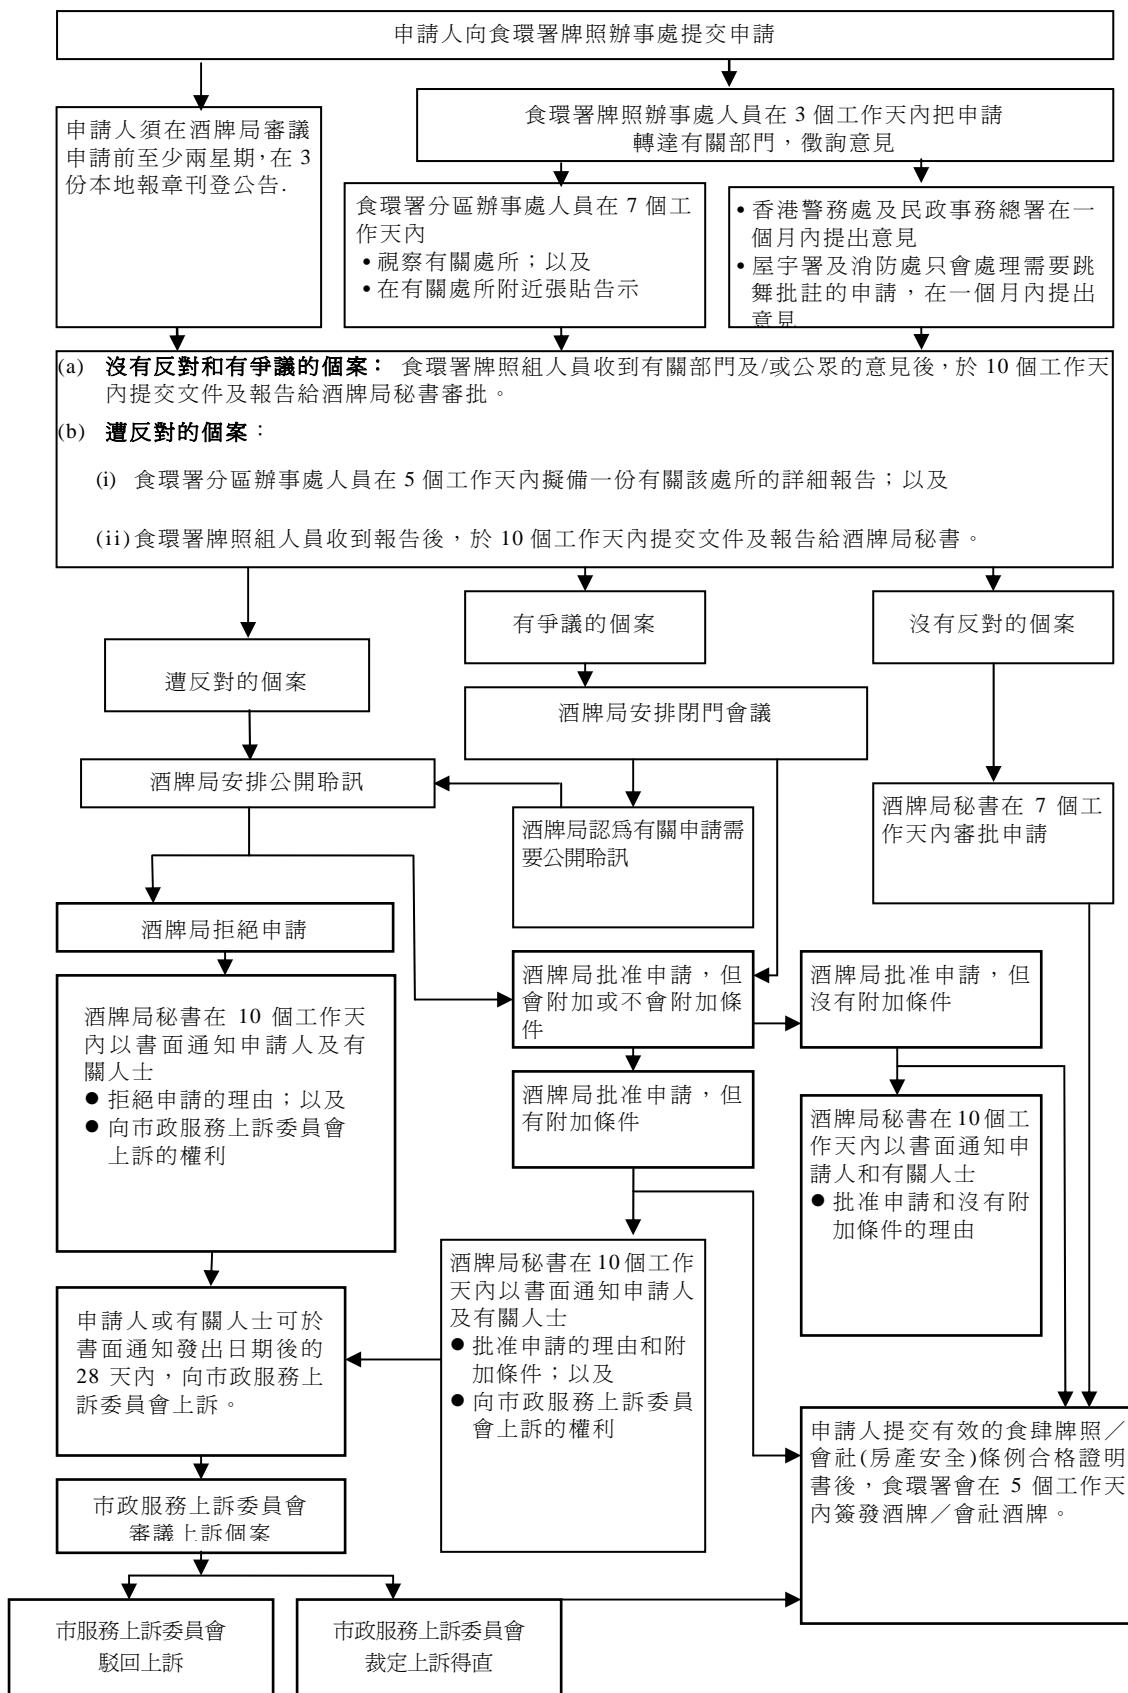 申請人向食環署牌照辦事處提交申請
申請人須在酒牌局審議
申請前至少兩星期,在 3
份本地報章刊登公告.
食環署牌照辦事處人員在 3 個工作天內把申請
轉達有關部門，徵詢意見
食環署分區辦事處人員在 7 個工
作天內
•視察有關處所；以及
•在有關處所附近張貼告示
•香港警務處及民政事務總署在一
個月內提出意見
•屋宇署及消防處只會處理需要跳
舞批註的申請，在一個月內提出
意見
(a) 沒有反對和有爭議的個案： 食環署牌照組人員收到有關部門及/或公眾的意見後，於 10 個工作天
內提交文件及報告給酒牌局秘書審批。
(b) 遭反對的個案：
(i) 食環署分區辦事處人員在 5 個工作天內擬備一份有關該處所的詳細報告；以及
(ii)食環署牌照組人員收到報告後，於 10 個工作天內提交文件及報告給酒牌局秘書。
遭反對的個案
有爭議的個案
沒有反對的個案
酒牌局安排閉門會議
酒牌局安排公開聆訊
酒牌局認爲有關申請需
要公開聆訊
酒牌局秘書在 7 個工
作天內審批申請
酒牌局拒絕申請
酒牌局秘書在 10 個工作天
內以書面通知申請人及有
關人士
●拒絕申請的理由；以及
●向市政服務上訴委員會
上訴的權利
酒牌局批准申請，但
會附加或不會附加條
件
酒牌局批准申請，但
沒有附加條件
酒牌局批准申請，但
有附加條件
酒牌局秘書在10個工
作天內以書面通知申
請人和有關人士
●批准申請和沒有附
加條件的理由
酒牌局秘書在10個工作
天內以書面通知申請人
及有關人士
●批准申請的理由和附
加條件；以及
●向市政服務上訴委員
會上訴的權利
申請人或有關人士可於
書面通知發出日期後的
28 天內，向市政服務上
訴委員會上訴。
申請人提交有效的食肆牌照／
會社(房產安全)條例合格證明
書後，食環署會在 5 個工作天
內簽發酒牌／會社酒牌。
市政服務上訴委員會
審議上訴個案
市服務上訴委員會
駁回上訴
市政服務上訴委員會
裁定上訴得直